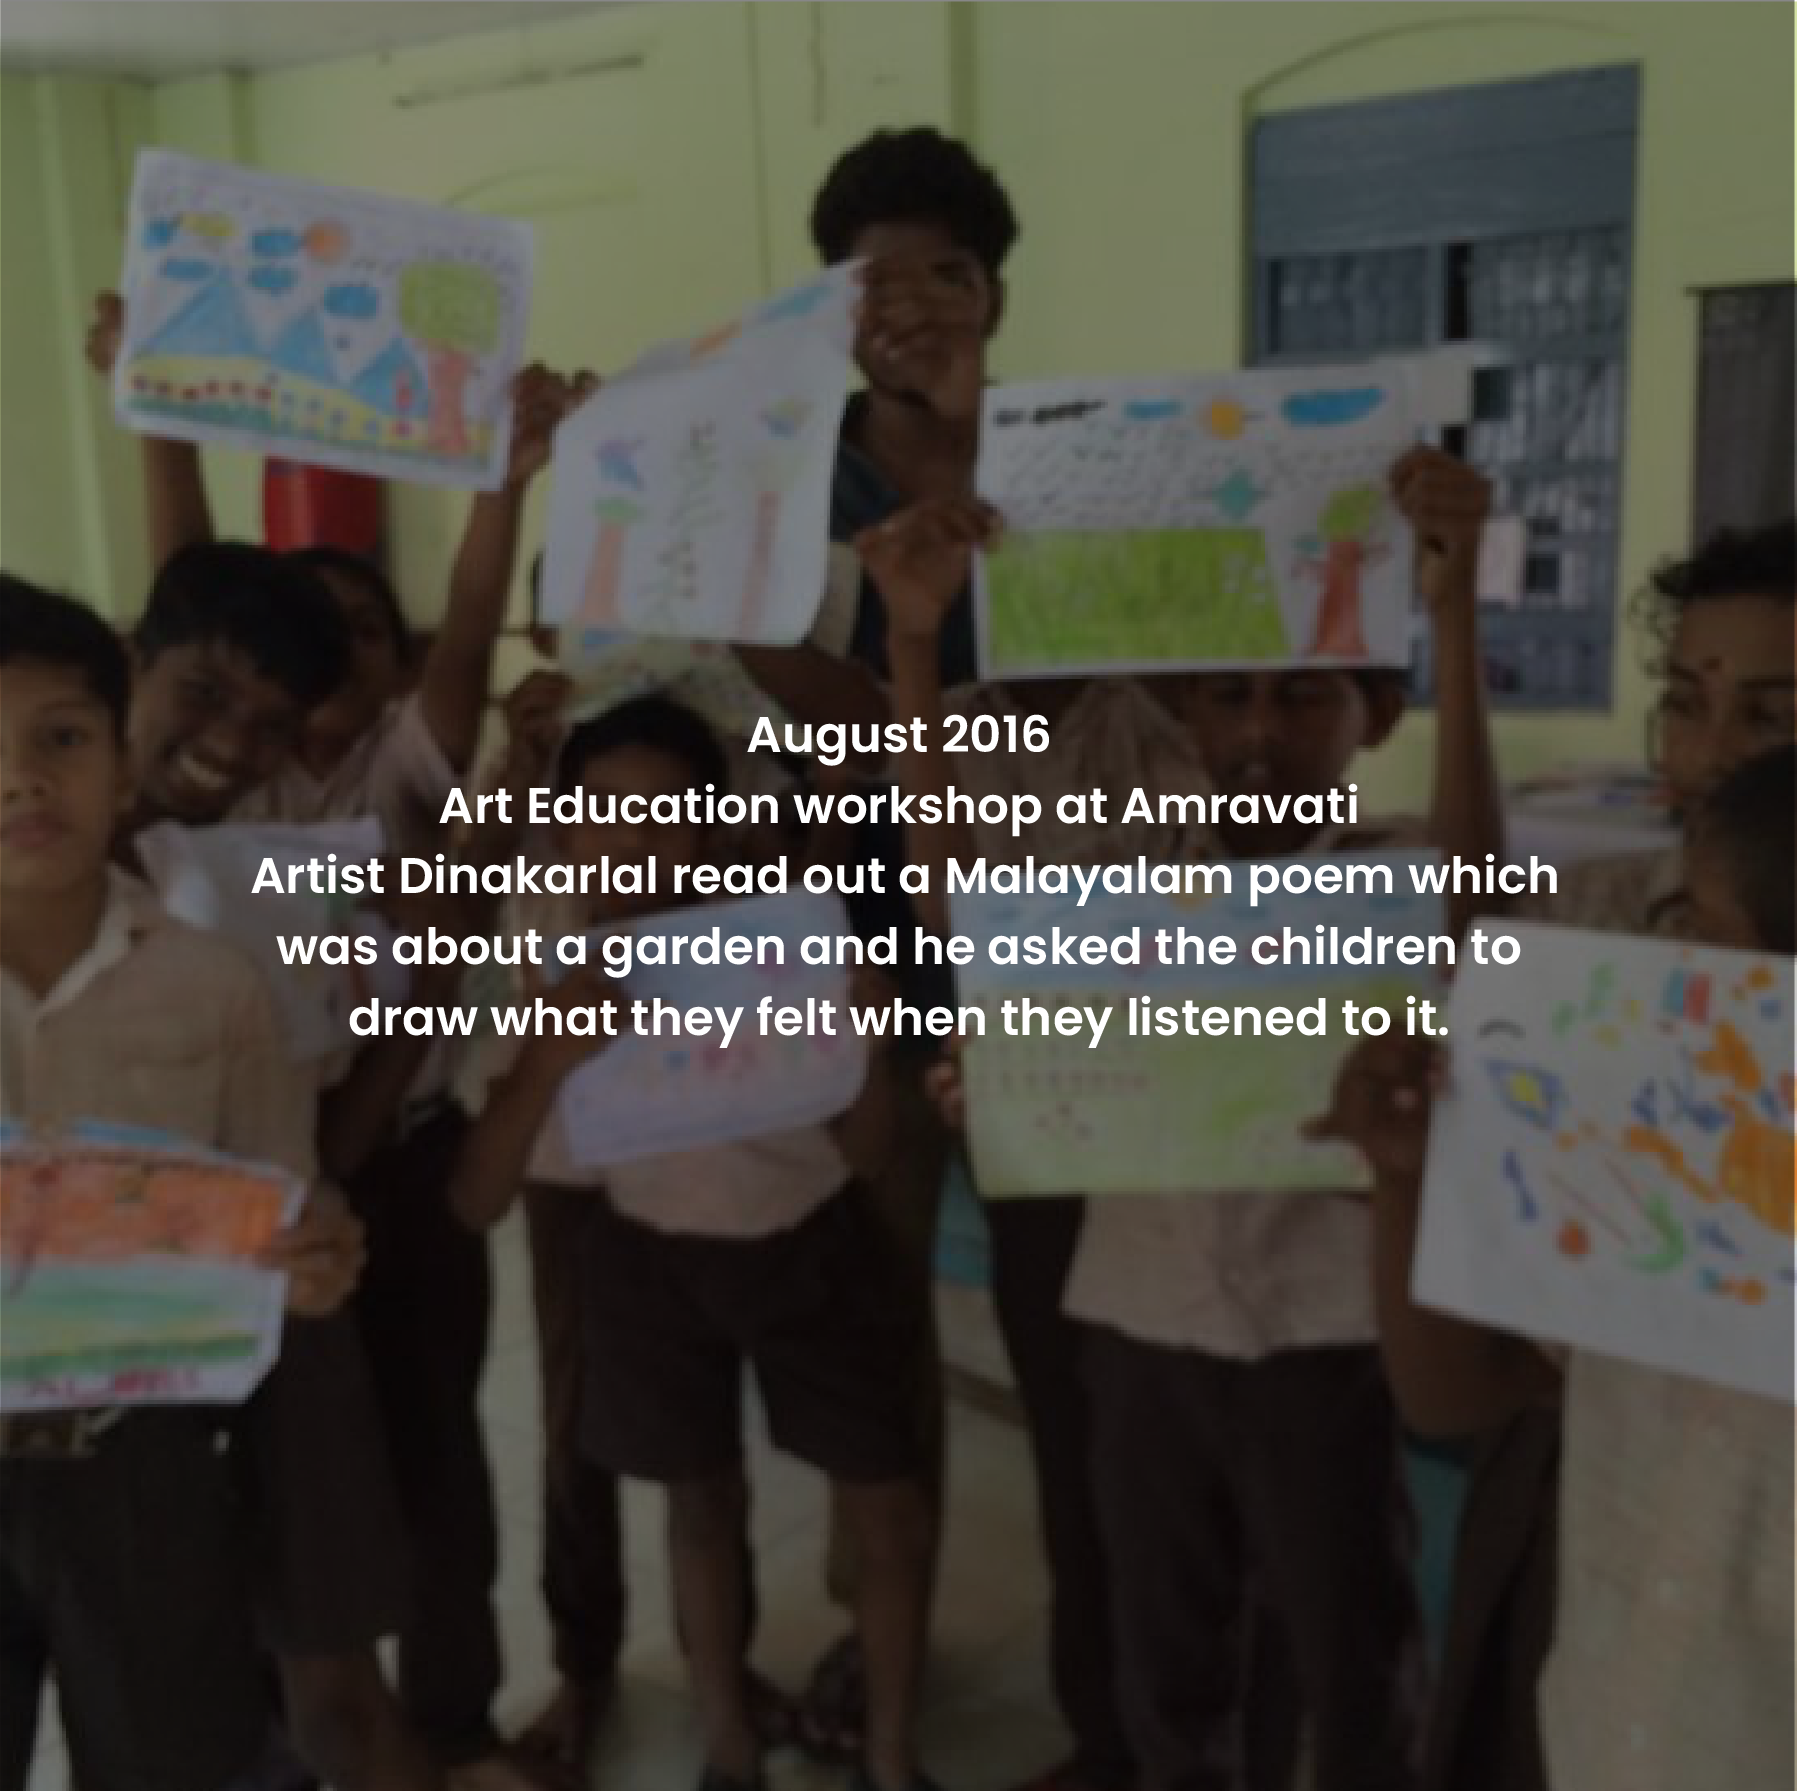 August 2016
Art Education workshop at Amravati
Artist Dinakarlal read out a Malayalam poem which
was about a garden and he asked the children to
draw what they felt when they listened to it.